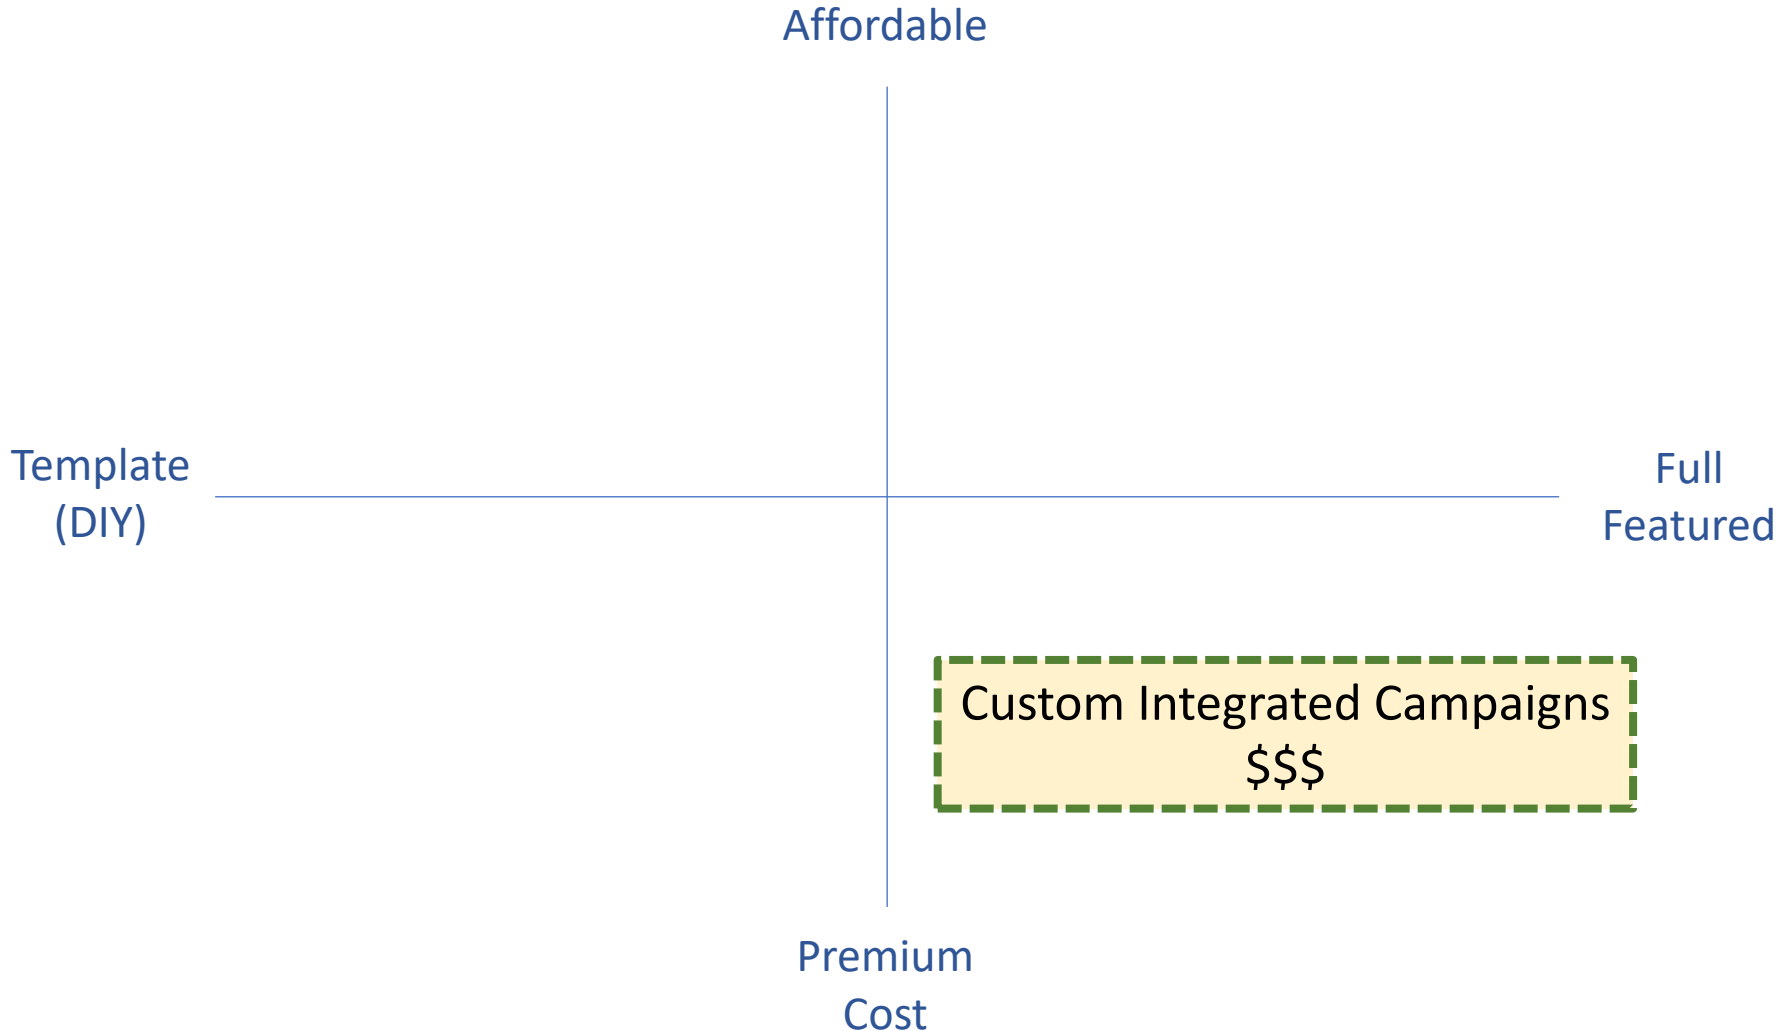 Affordable
Template
(DIY)
Full
Featured
Custom Integrated Campaigns
$$$
Premium
Cost